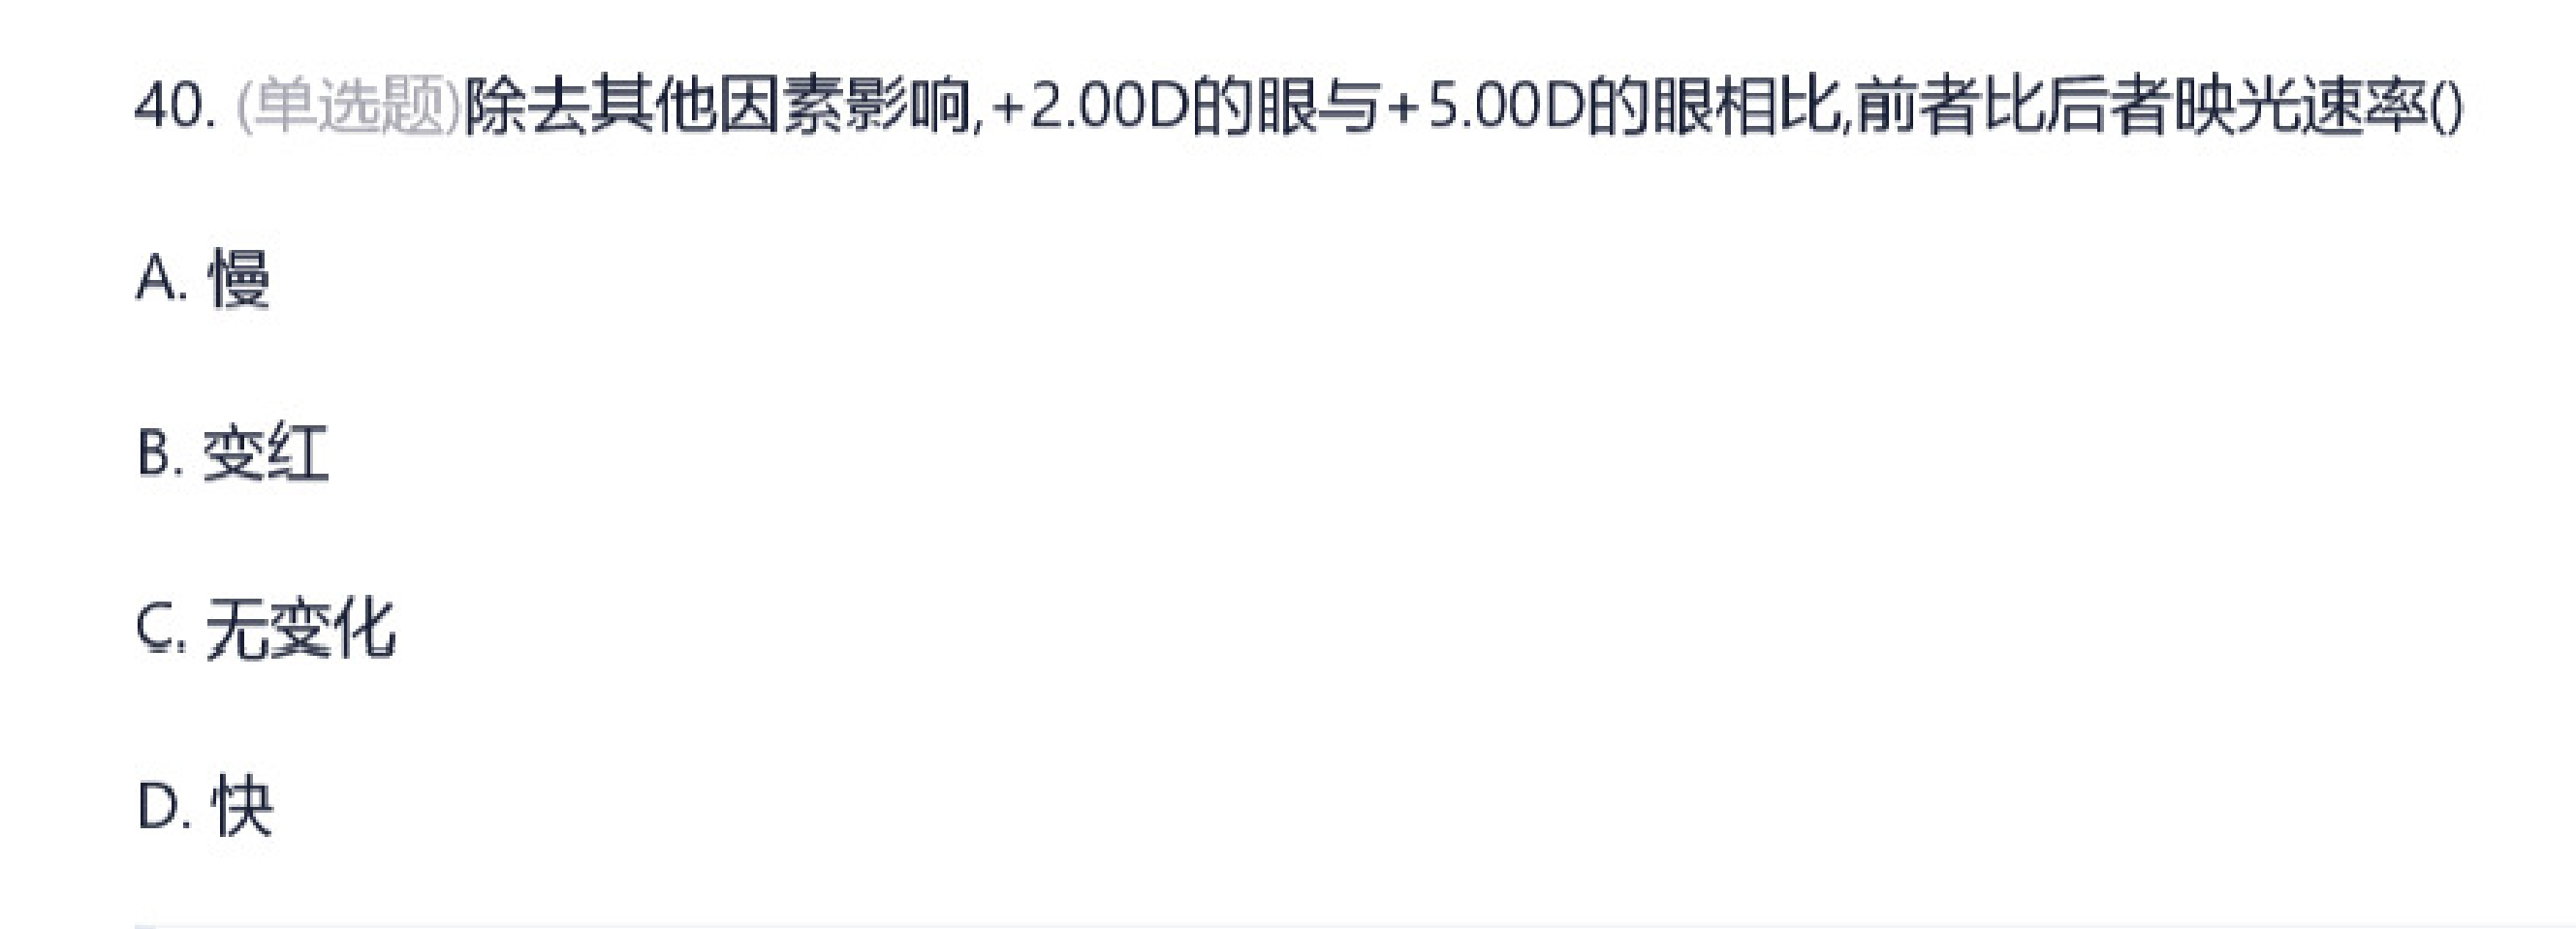 40. (单选题)除去其他因素影响,+2.00D的眼与+5.00D的眼相比,前者比后者映光速率()
A. 慢
B. 变红
C. 无变化
D. 快